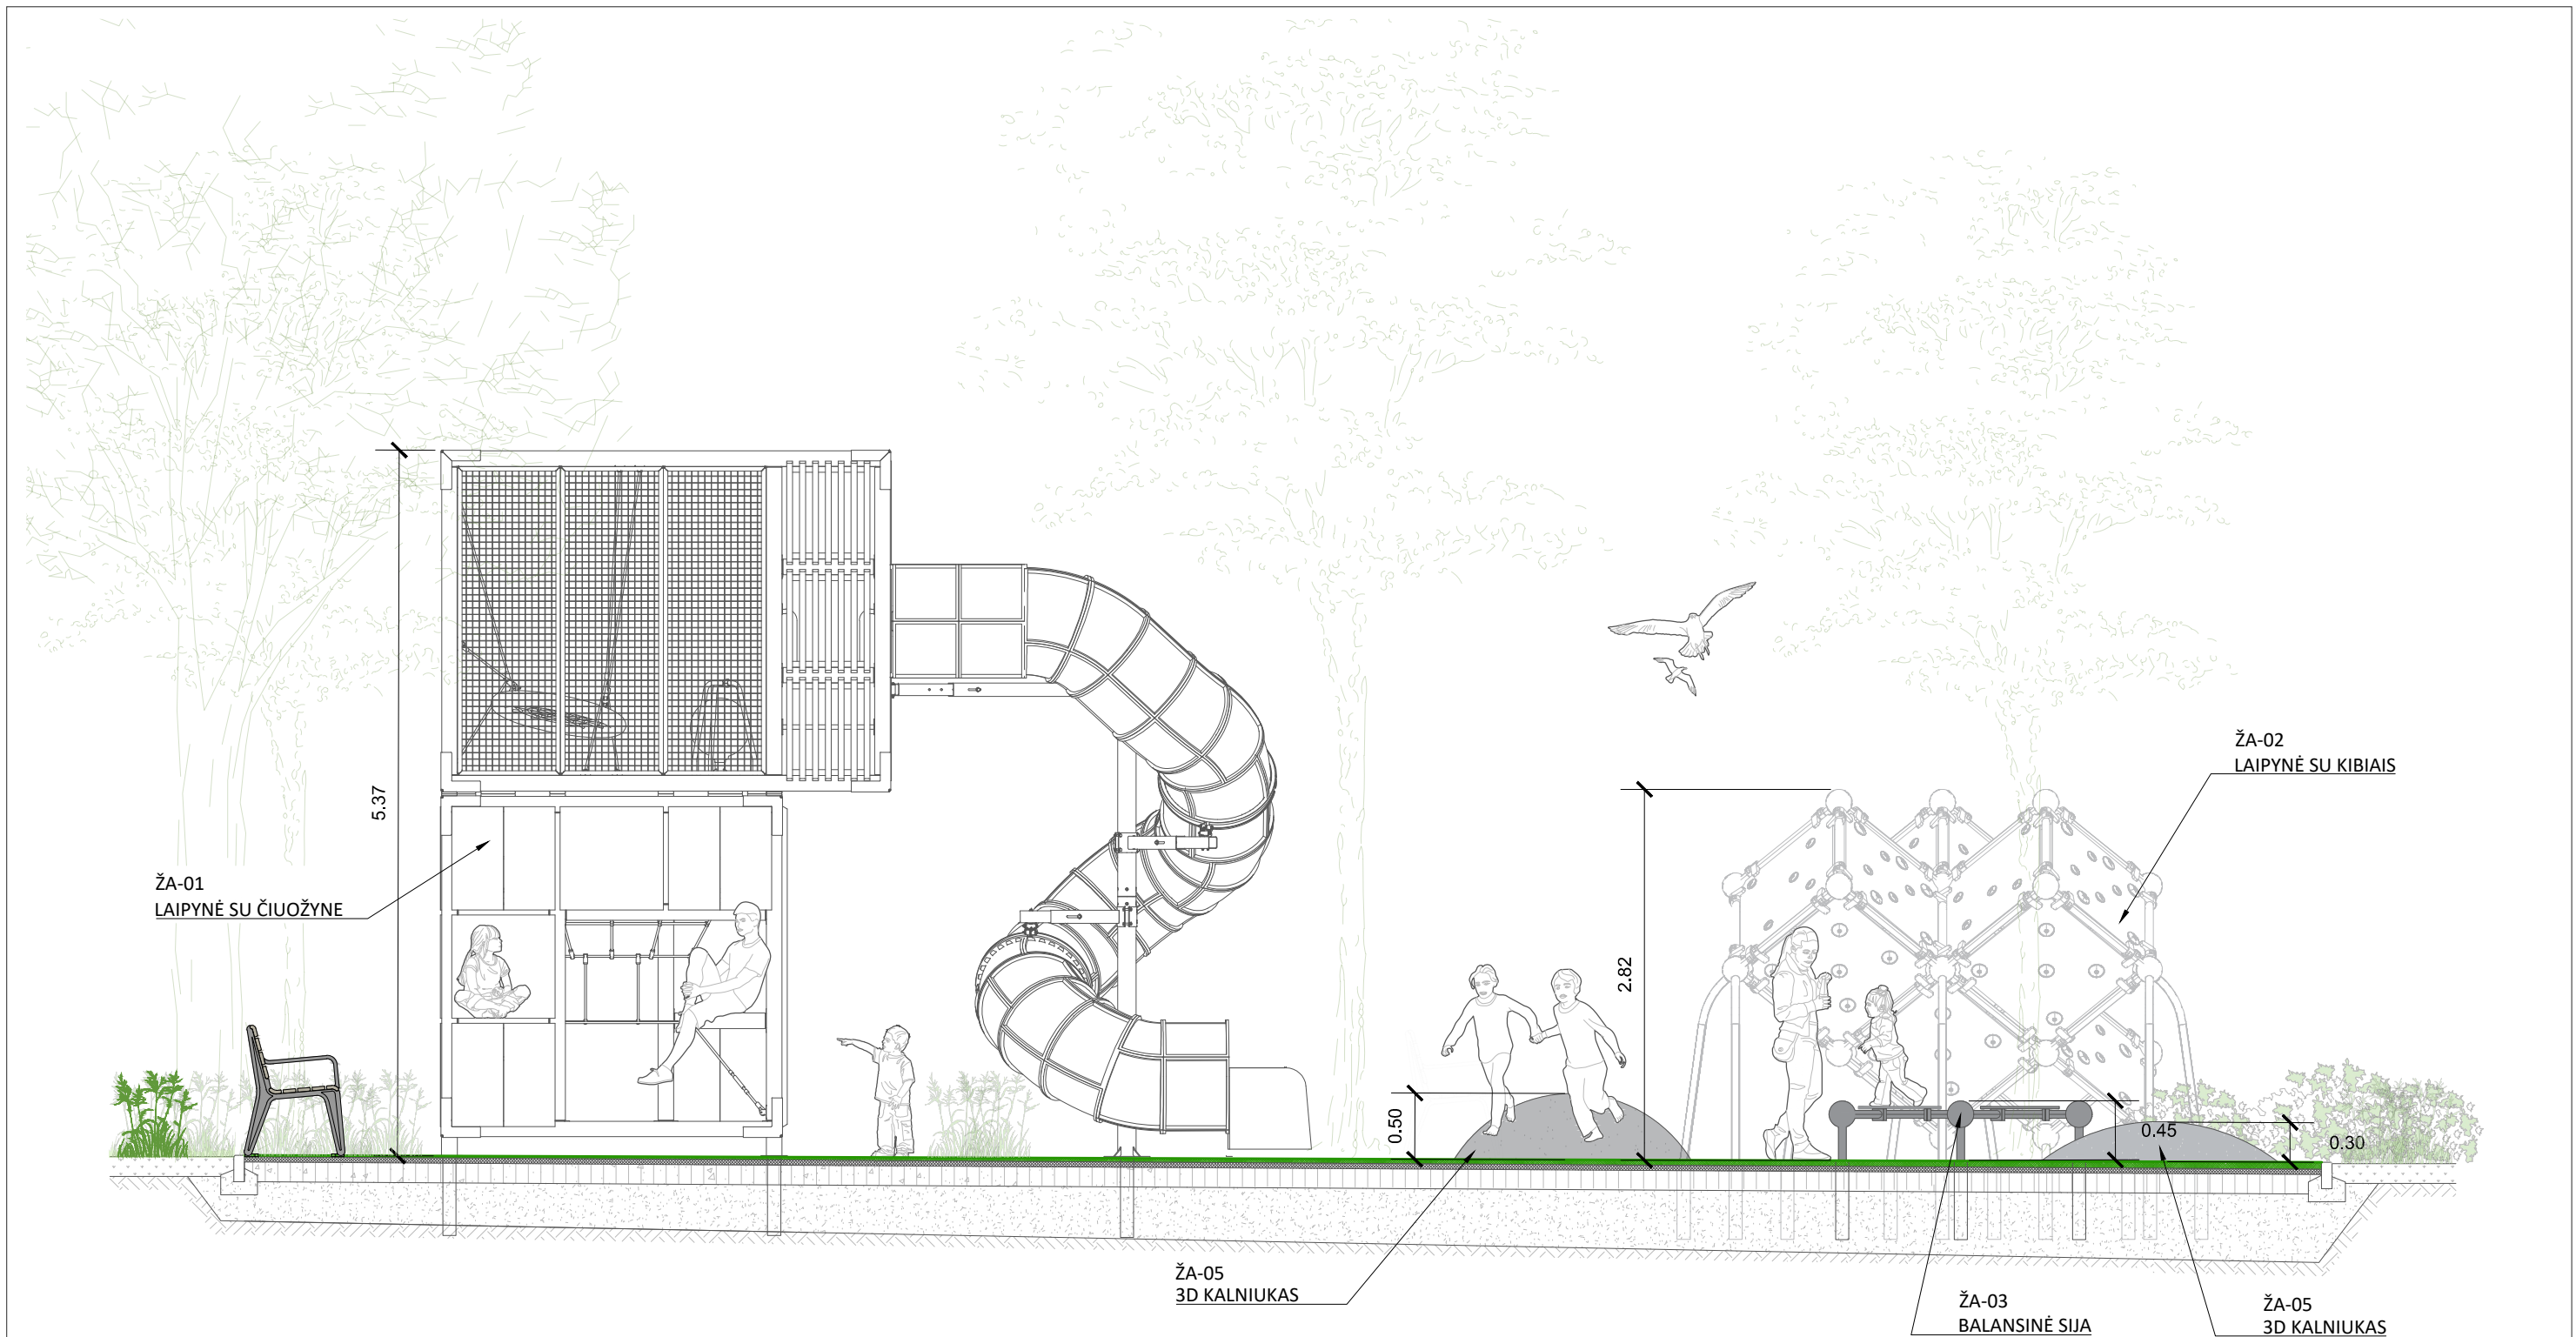 5.37
ŽA-01
LAIPYNĖ SU ČIUOŽYNE
ŽA-02
LAIPYNĖ SU KIBIAIS
2.82
0.50
0.45
0.30
ŽA-05
3D KALNIUKAS
ŽA-03
BALANSINĖ SIJA
ŽA-05
3D KALNIUKAS